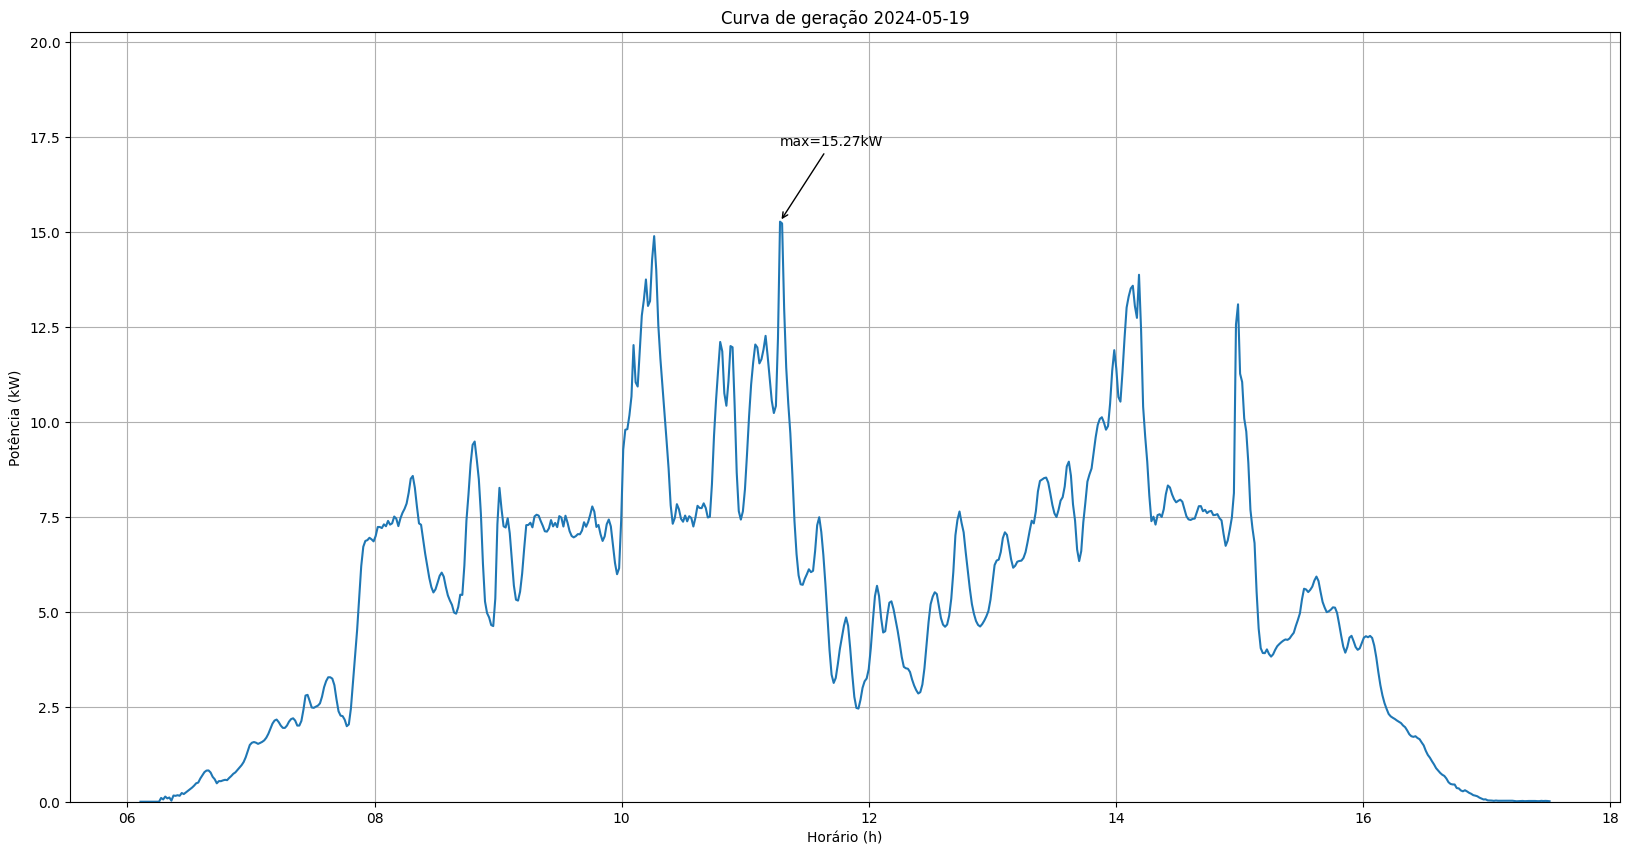 Curva de geração 2024-05-19
20.0
17.5
max=15.27kW
15.0
12.5
10.0
7.5
5.0
2.5
0.0
Potência (kW)
06 08 10 12 14 16 18
Horário (h)